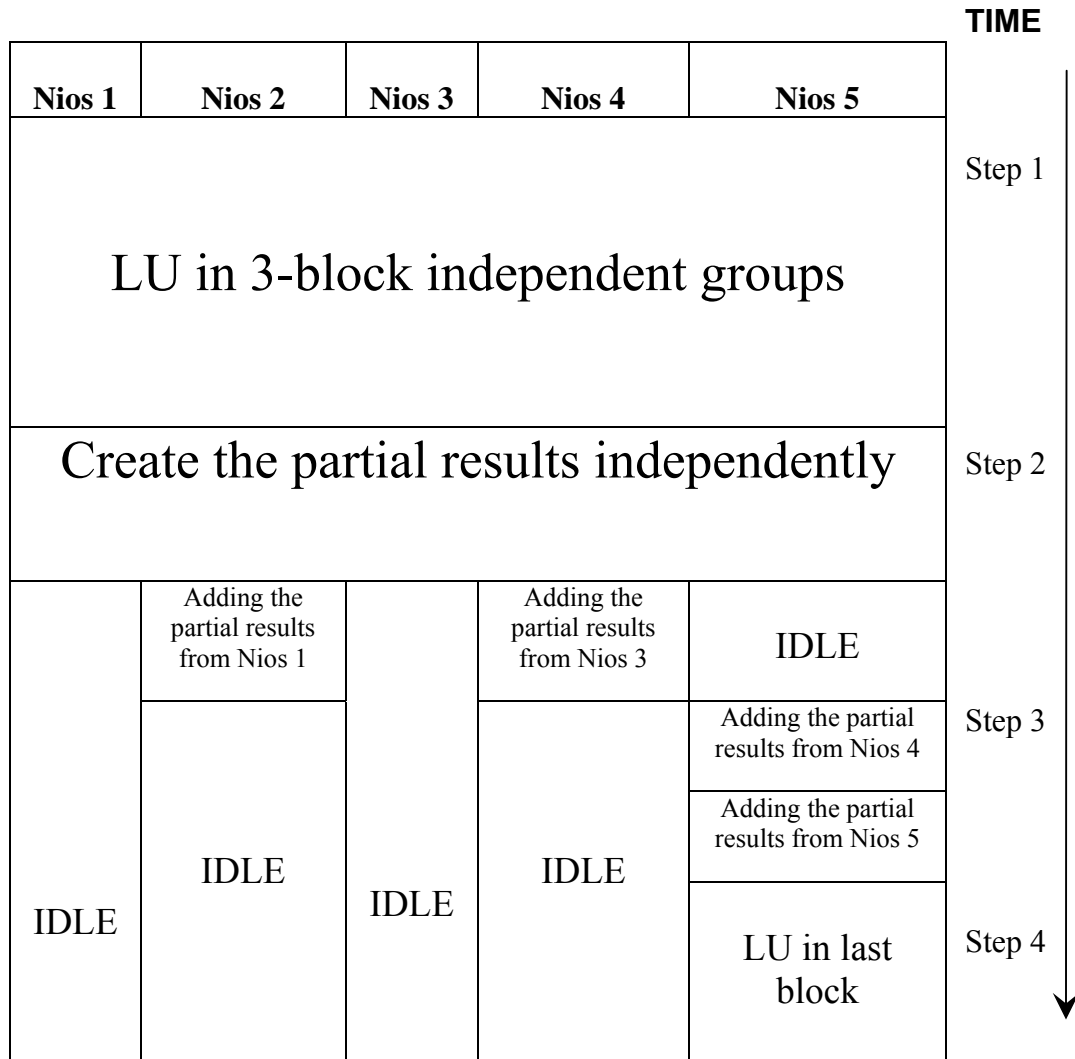 TIME
Nios 1
Nios 2
Nios 3
Nios 4
Nios 5
Step 1
LU in 3-block independent groups
Create the partial results independently
Step 2
Adding the
partial results
from Nios 1
Adding the
partial results
from Nios 3
IDLE
Adding the partial
results from Nios 4
Step 3
Adding the partial
results from Nios 5
IDLE
IDLE
IDLE
IDLE
LU in last
block
Step 4